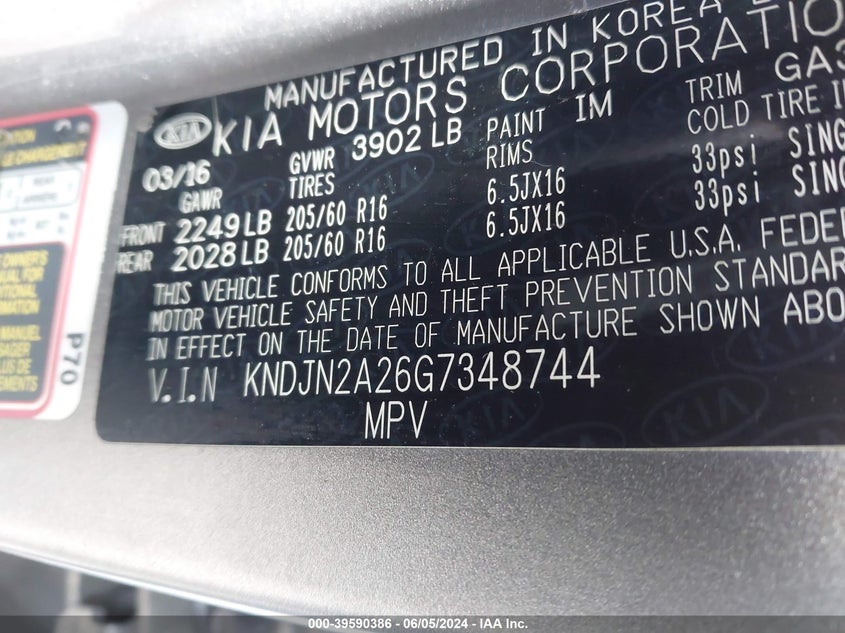 MANUFACTURED IN KOREA
KIA KIA MOTORS CORPORATIO
03/16 GVWR 3902 LB PAINT IM TRIM GA3
GAWR TIRES RIMS COLD TIRE
FRONT 2249 LB 205/60 R16 6.5JX16 33psi SING
REAR 2028 LB 205/60 R16 6.5JX16 33psi SING
THIS VEHICLE CONFORMS TO ALL APPLICABLE U.S.A. FEDER
MOTOR VEHICLE SAFETY AND THEFT PREVENTION STANDAR
IN EFFECT ON THE DATE OF MANUFACTURE SHOWN ABO
V.I.N KNDJN2A26G7348744
MPV
P70
000-39590386 - 06/05/2024 - IAA Inc.